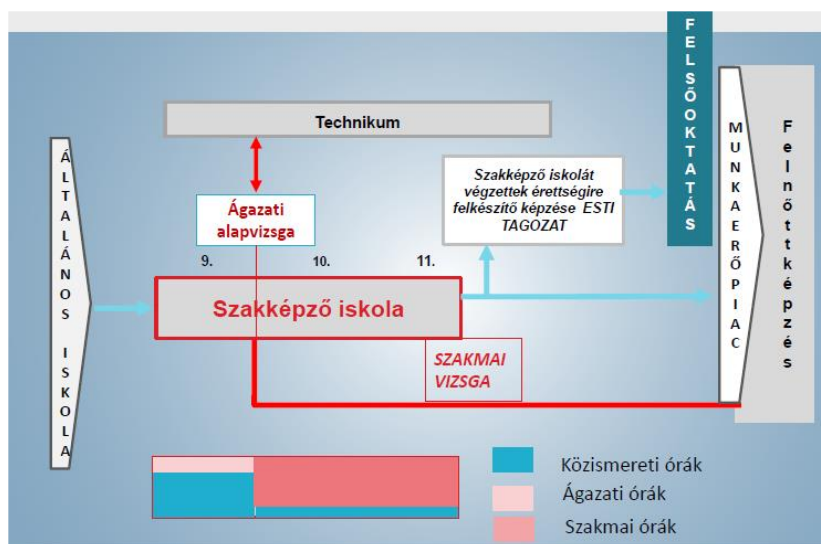 ÁLTALÁNOS ISKOLA
Technikum
Ágazati
alapvizsga
9.
10.
11.
Szakképző iskola
SZAKMAI
VIZSGA
Szakképző iskolát
végzettek érettségire
felkészítő képzése ESTI
TAGOZAT
FELSŐOKTATÁS
MUNKAERŐPIAC
Felnőttképzés
Közismereti órák
Ágazati órák
Szakmai órák